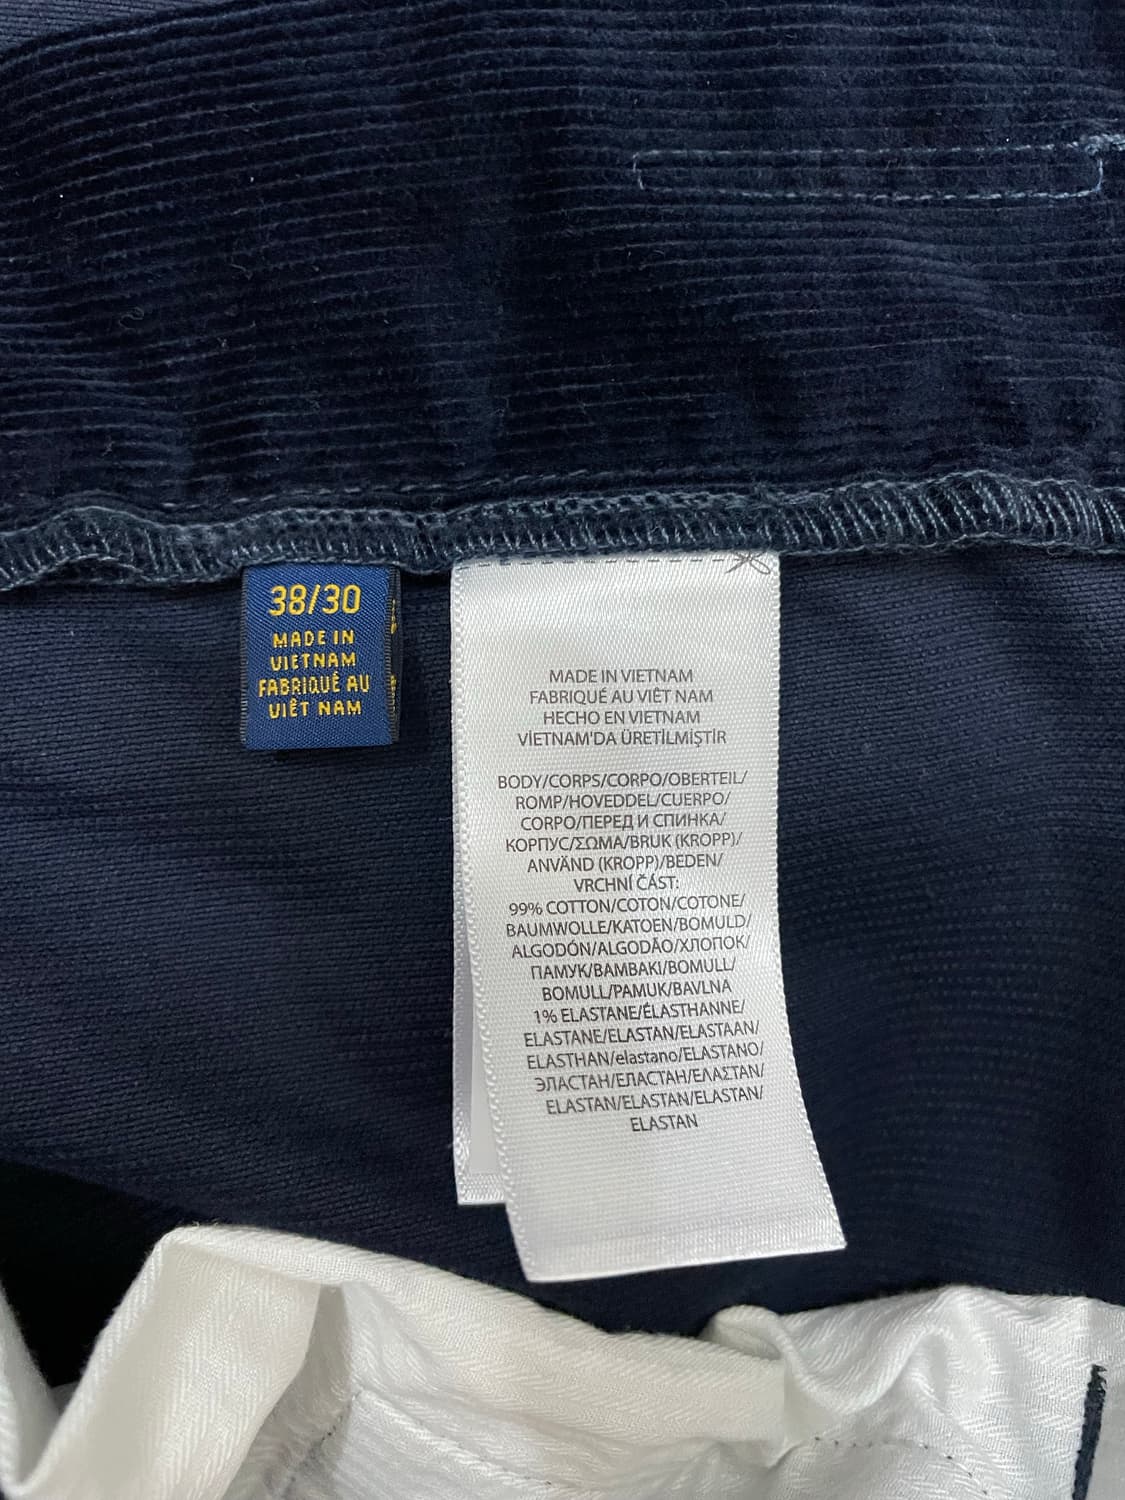 38/30
MADE IN
VIETNAM
FABRIQUÉ AU
VIÊT NAM
MADE IN VIETNAM
FABRIQUÉ AU VIÊT NAM
HECHO EN VIETNAM
VİETNAM'DA ÜRETİLMİŞTİR
BODY/CORPS/CORPO/OBERTEIL/
ROMP/HOVEDDEL/CUERPO/
CORPO/ПЕРЕД И СПИНКА/
КОРПУС/ΣΩΜΑ/BRUK (KROPP)/
ANVÄND (KROPP)/BEDEN/
VRCHNÍ ČÁST:
99% COTTON/COTON/COTONE/
BAUMWOLLE/KATOEN/BOMULD/
ALGODÓN/ALGODÃO/ХЛОПОК/
ПАМУК/ΒΑΜΒΑΚΙ/BOMULL/
BOMULL/PAMUK/BAVLNA
1% ELASTANE/ÉLASTHANNE/
ELASTANE/ELASTAN/ELASTAAN/
ELASTHAN/elastano/ELASTANO/
ЭЛАСТАН/ЕЛАСТАН/ΕΛΑΣΤΑΝ/
ELASTAN/ELASTAN/ELASTAN/
ELASTAN